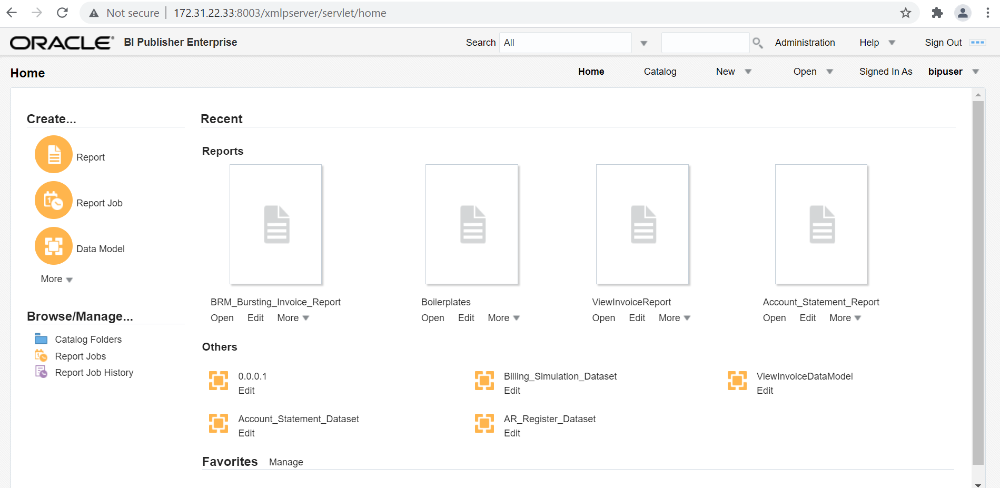 Not secure | 172.31.22.33:8003/xmlpserver/servlet/home
ORACLE® BI Publisher Enterprise Search All Administration Help Sign Out
Home Home Catalog New Open Signed In As bipuser
Create...
Report
Report Job
Data Model
More
Browse/Manage...
Catalog Folders
Report Jobs
Report Job History
Recent
Reports
BRM_Bursting_Invoice_Report Boilerplates ViewInvoiceReport Account_Statement_Report
Open Edit More Open Edit More Open Edit More Open Edit More
Others
0.0.0.1 Billing_Simulation_Dataset ViewInvoiceDataModel
Edit Edit Edit
Account_Statement_Dataset AR_Register_Dataset
Edit Edit
Favorites Manage